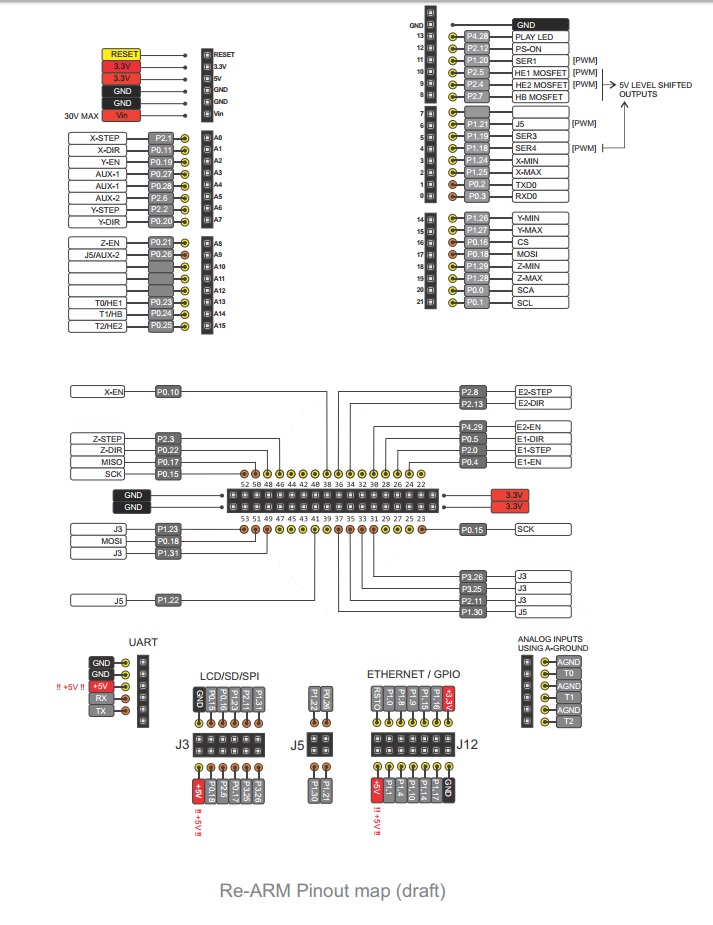 RESET RESET
3.3V 3.3V
3.3V 5V
GND GND
GND GND
30V MAX Vin Vin
X-STEP P2.1 A0
X-DIR P0.11 A1
Y-EN P0.19 A2
AUX-1 P0.27 A3
AUX-1 P0.28 A4
AUX-2 P2.6 A5
Y-STEP P2.2 A6
Y-DIR P0.20 A7
Z-EN P0.21 A8
J5/AUX-2 P0.26 A9
A10
A11
A12
T0/HE1 P0.23 A13
T1/HB P0.24 A14
T2/HE2 P0.25 A15
GND GND
13 P4.28 PLAY LED
12 P2.12 PS-ON
11 P1.20 SER1 [PWM]
10 P2.5 HE1 MOSFET [PWM]
9 P2.4 HE2 MOSFET [PWM]
8 P2.7 HB MOSFET [PWM]
5V LEVEL SHIFTED
OUTPUTS
7
6 P1.21 J5 [PWM]
5 P1.19 SER3
4 P1.18 SER4 [PWM]
3 P1.24 X-MIN
2 P1.25 X-MAX
1 P0.2 TXD0
0 P0.3 RXD0
14 P1.26 Y-MIN
15 P1.27 Y-MAX
16 P0.16 CS
17 P0.18 MOSI
18 P1.29 Z-MIN
19 P1.28 Z-MAX
20 P0.0 SCA
21 P0.1 SCL
X-EN P0.10 P2.8 E2-STEP
P2.13 E2-DIR
P4.29 E2-EN
Z-STEP P2.3 P0.5 E1-DIR
Z-DIR P0.22 P2.0 E1-STEP
MISO P0.17 P0.4 E1-EN
SCK P0.15
52 50 48 46 44 42 40 38 36 34 32 30 28 26 24 22
GND 3.3V
GND 3.3V
53 51 49 47 45 43 41 39 37 35 33 31 29 27 25 23
J3 P1.23 P0.15 SCK
MOSI P0.18
J3 P1.31
P3.26 J3
P3.25 J3
J5 P1.22 P2.11 J3
P1.30 J5
UART
GND
GND
!! +5V !! +5V
RX
TX
LCD/SD/SPI
GND P0.15 P0.16 P1.23 P2.11 P1.31
J3
+5V P0.18 P2.6 P0.17 P3.25 P3.26
!! +5V !!
P1.22 P0.26
J5
P1.30 P1.21
ETHERNET / GPIO
RSTO P1.0 P1.8 P1.9 P1.15 P1.16 +3.3V
J12
+5V P1.1 P1.4 P1.10 P1.14 P1.17 GND
!! +5V !!
ANALOG INPUTS
USING A-GROUND
AGND
T0
AGND
T1
AGND
T2
Re-ARM Pinout map (draft)